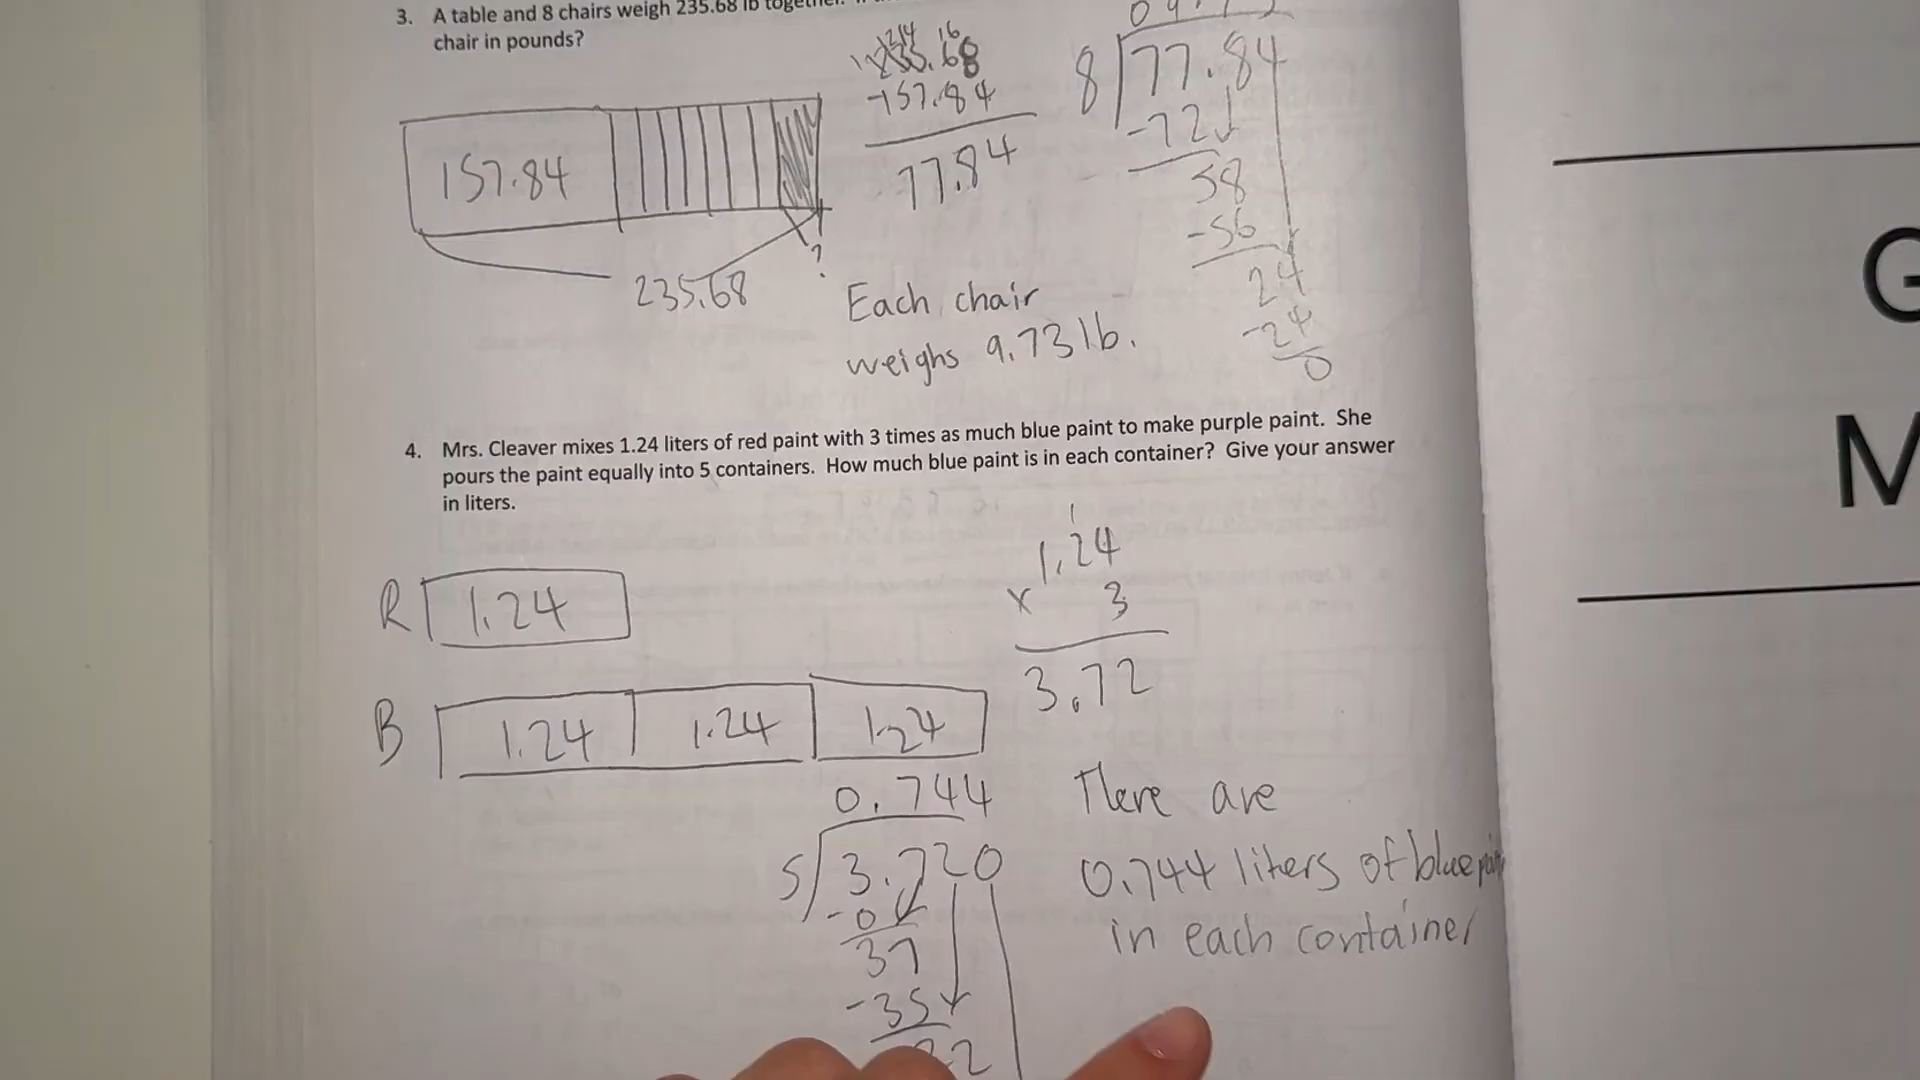 3. A table and 8 chairs weigh 235.68 lb together.
chair in pounds?
235.68
-157.84
77.84
157.84
235.68
?
8 77.84
-72
58
-56
24
-24
0
Each chair
weighs 9.73 lb.
4. Mrs. Cleaver mixes 1.24 liters of red paint with 3 times as much blue paint to make purple paint. She
pours the paint equally into 5 containers. How much blue paint is in each container? Give your answer
in liters.
1
1.24
x 3
3.72
R 1.24
B 1.24 1.24 1.24
0.744
5 3.720
-0
37
-35
22
There are
0.744 liters of blue paint
in each container
G
M